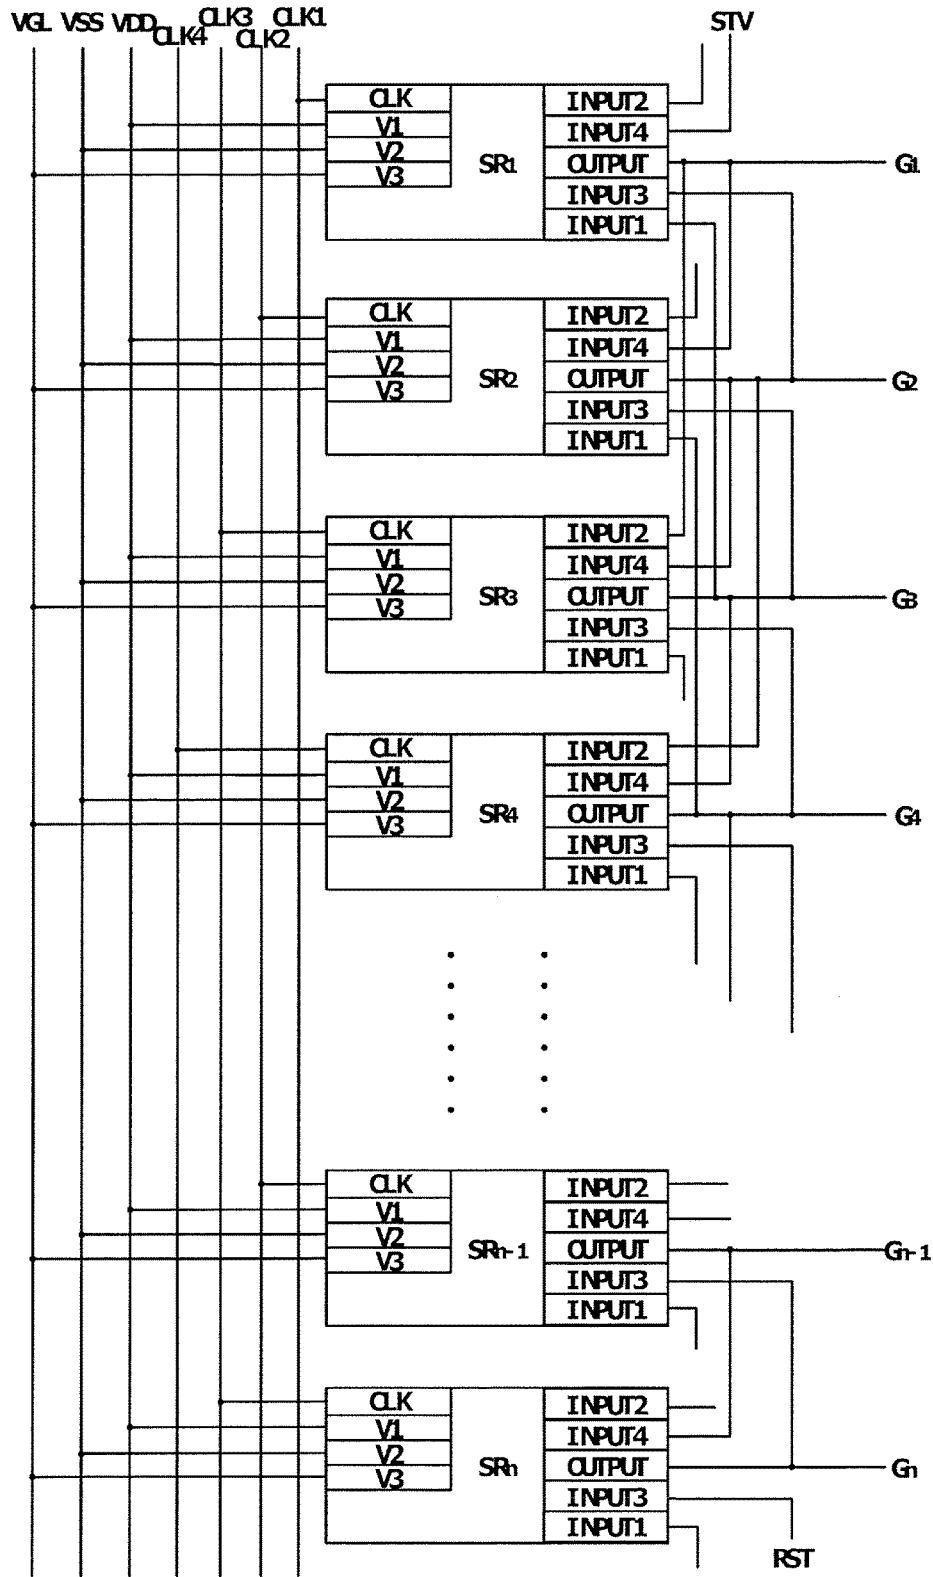 VGL VSS VDD CLK4 CLK3 CLK2 CLK1 STV
CLK
V1
V2
V3
SR1
INPUT2
INPUT4
OUTPUT
INPUT3
INPUT1
G1
CLK
V1
V2
V3
SR2
INPUT2
INPUT4
OUTPUT
INPUT3
INPUT1
G2
CLK
V1
V2
V3
SR3
INPUT2
INPUT4
OUTPUT
INPUT3
INPUT1
G3
CLK
V1
V2
V3
SR4
INPUT2
INPUT4
OUTPUT
INPUT3
INPUT1
G4
CLK
V1
V2
V3
SRn-1
INPUT2
INPUT4
OUTPUT
INPUT3
INPUT1
Gn-1
CLK
V1
V2
V3
SRn
INPUT2
INPUT4
OUTPUT
INPUT3
INPUT1
Gn
RST